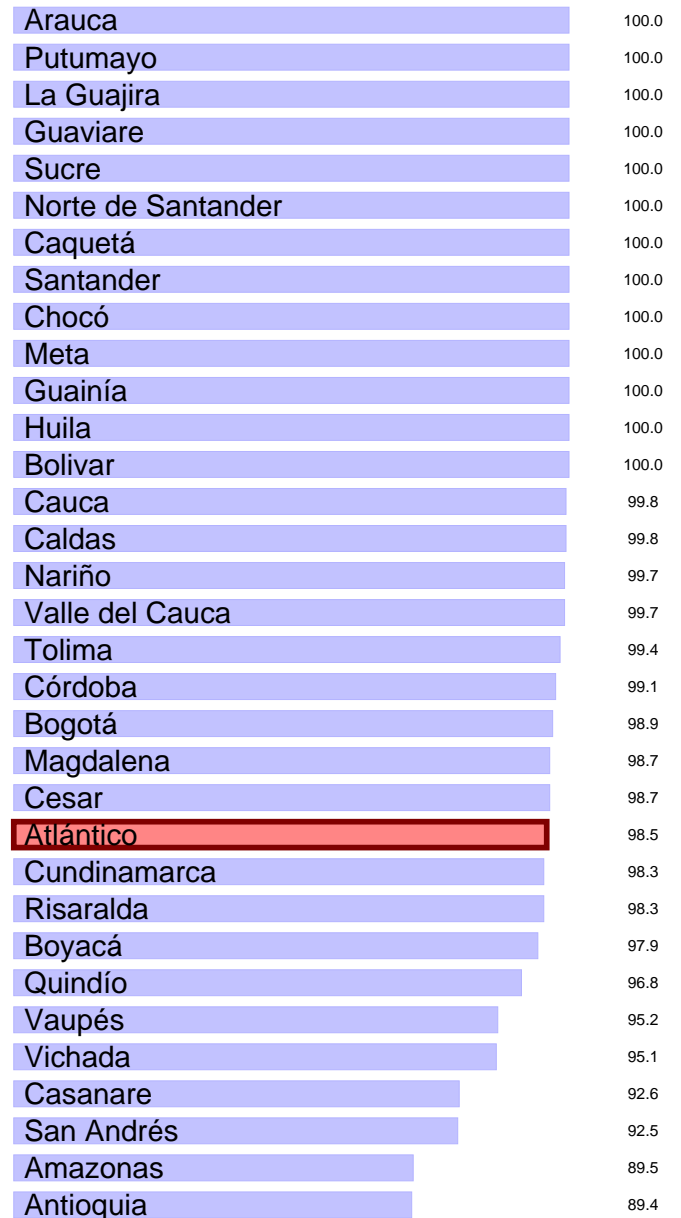 Arauca 100.0
Putumayo 100.0
La Guajira 100.0
Guaviare 100.0
Sucre 100.0
Norte de Santander 100.0
Caquetá 100.0
Santander 100.0
Chocó 100.0
Meta 100.0
Guainía 100.0
Huila 100.0
Bolivar 100.0
Cauca 99.8
Caldas 99.8
Nariño 99.7
Valle del Cauca 99.7
Tolima 99.4
Córdoba 99.1
Bogotá 98.9
Magdalena 98.7
Cesar 98.7
Atlántico 98.5
Cundinamarca 98.3
Risaralda 98.3
Boyacá 97.9
Quindío 96.8
Vaupés 95.2
Vichada 95.1
Casanare 92.6
San Andrés 92.5
Amazonas 89.5
Antioquia 89.4